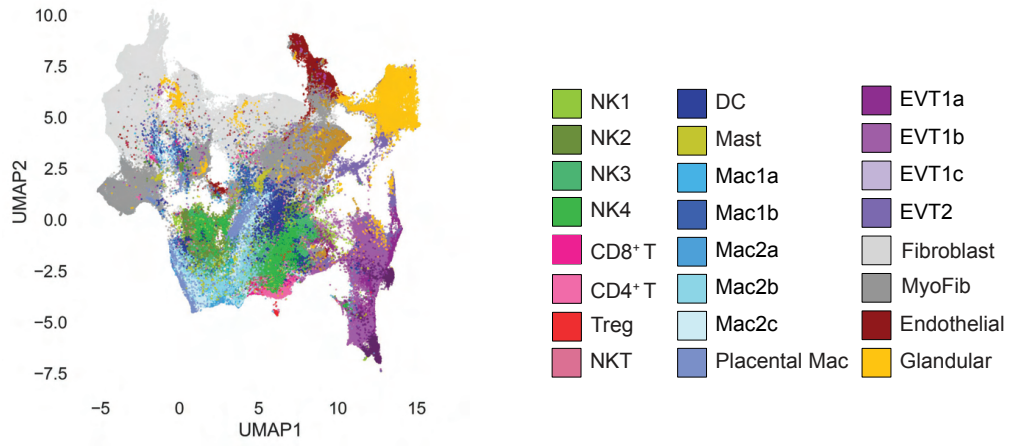 10.0
7.5
5.0
2.5
0.0
−2.5
−5.0
−7.5
UMAP2
−5
0
5
10
15
UMAP1
NK1
NK2
NK3
NK4
CD8⁺ T
CD4⁺ T
Treg
NKT
DC
Mast
Mac1a
Mac1b
Mac2a
Mac2b
Mac2c
Placental Mac
EVT1a
EVT1b
EVT1c
EVT2
Fibroblast
MyoFib
Endothelial
Glandular